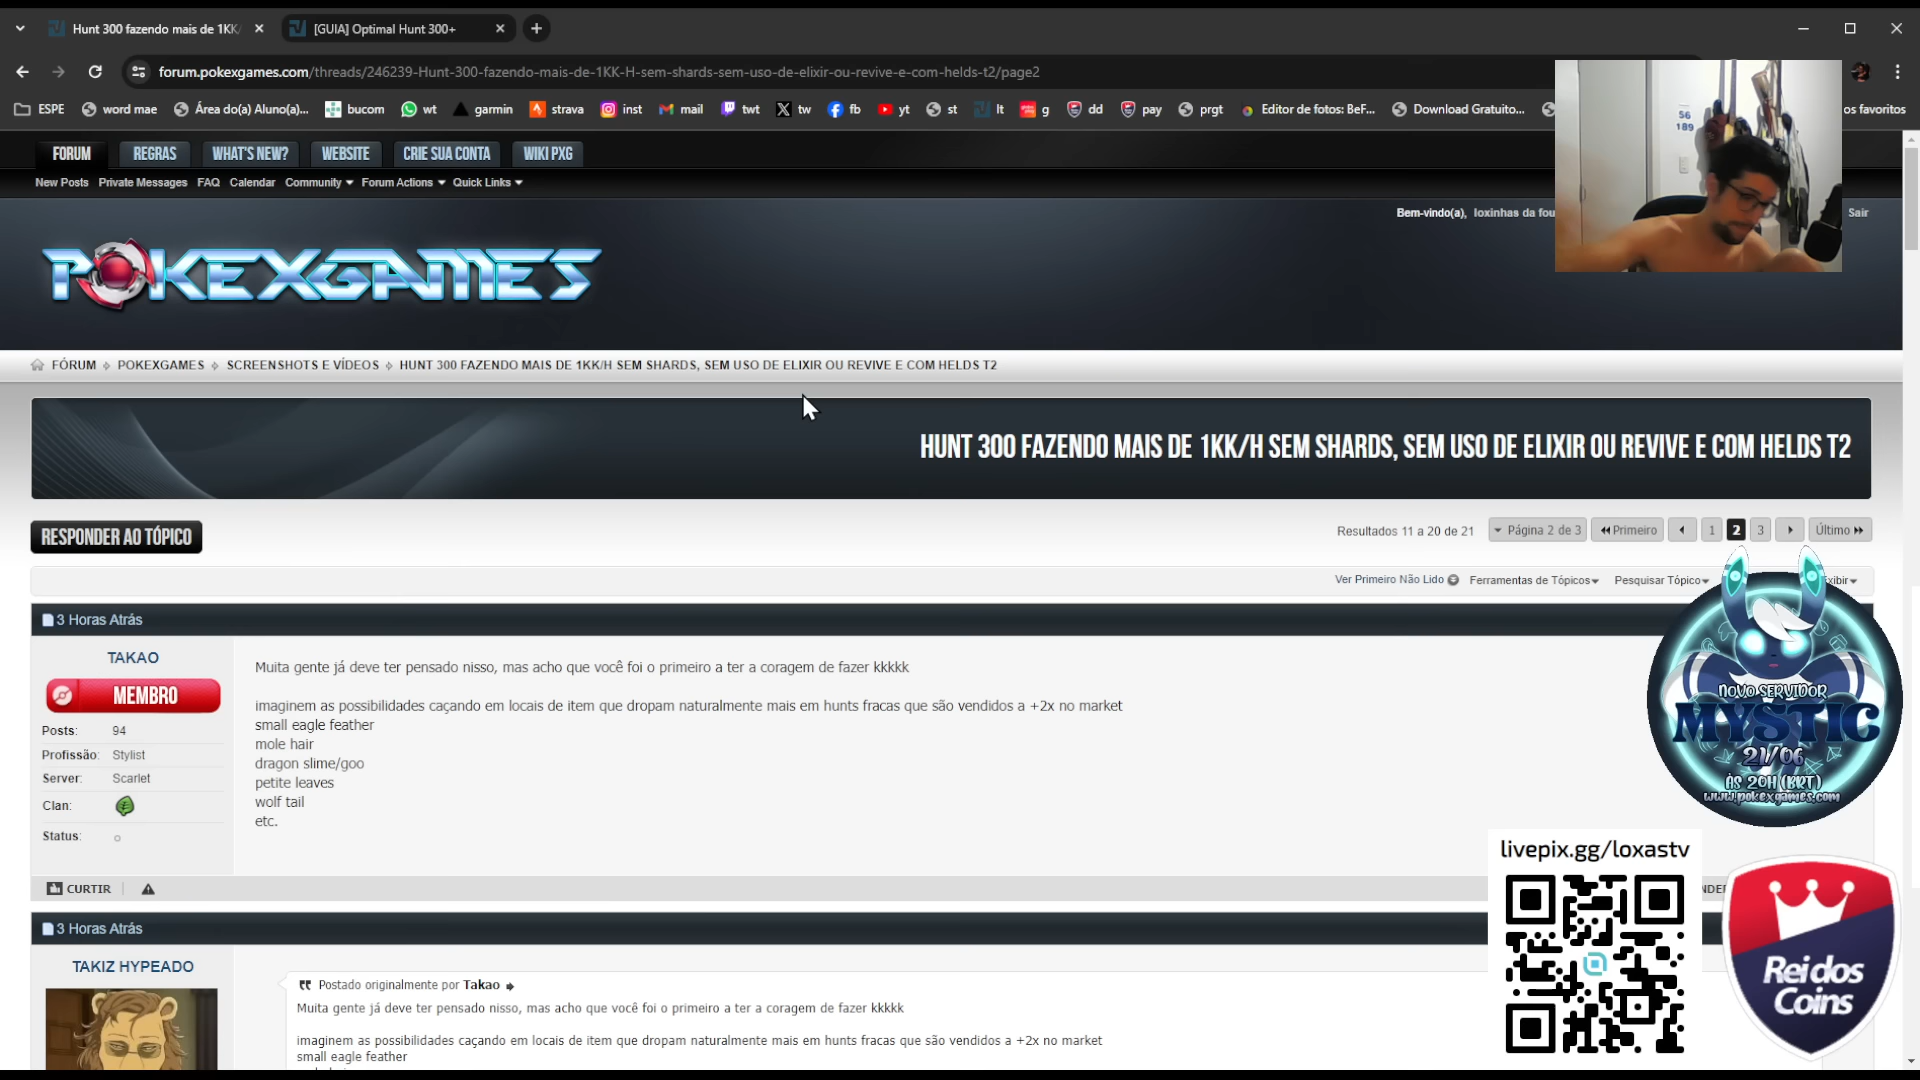 Hunt 300 fazendo mais de 1KK/
[GUIA] Optimal Hunt 300+
forum.pokexgames.com/threads/246239-Hunt-300-fazendo-mais-de-1KK-H-sem-shards-sem-uso-de-elixir-ou-revive-e-com-helds-t2/page2
ESPE word mae Área do(a) Aluno(a)... bucom wt garmin strava inst mail twt tw fb yt st lt g dd pay prgt Editor de fotos: BeF... Download Gratuito... os favoritos
FORUM REGRAS WHAT'S NEW? WEBSITE CRIE SUA CONTA WIKI PXG
New Posts Private Messages FAQ Calendar Community Forum Actions Quick Links
Bem-vindo(a), loxinhas da fou Sair
56
189
POKEXGAMES
FÓRUM POKEXGAMES SCREENSHOTS E VÍDEOS HUNT 300 FAZENDO MAIS DE 1KK/H SEM SHARDS, SEM USO DE ELIXIR OU REVIVE E COM HELDS T2
HUNT 300 FAZENDO MAIS DE 1KK/H SEM SHARDS, SEM USO DE ELIXIR OU REVIVE E COM HELDS T2
RESPONDER AO TÓPICO
Resultados 11 a 20 de 21 Página 2 de 3 Primeiro 1 2 3 Último
Ver Primeiro Não Lido Ferramentas de Tópicos Pesquisar Tópico xibir
3 Horas Atrás
TAKAO
MEMBRO
Posts: 94
Profissão: Stylist
Server: Scarlet
Clan:
Status:
Muita gente já deve ter pensado nisso, mas acho que você foi o primeiro a ter a coragem de fazer kkkkk
imaginem as possibilidades caçando em locais de item que dropam naturalmente mais em hunts fracas que são vendidos a +2x no market
small eagle feather
mole hair
dragon slime/goo
petite leaves
wolf tail
etc.
NOVO SERVIDOR
MYSTIC
21/06
ÀS 20H (BRT)
www.pokexgames.com
CURTIR
NDER
livepix.gg/loxastv
Rei dos
Coins
3 Horas Atrás
TAKIZ HYPEADO
Postado originalmente por Takao
Muita gente já deve ter pensado nisso, mas acho que você foi o primeiro a ter a coragem de fazer kkkkk
imaginem as possibilidades caçando em locais de item que dropam naturalmente mais em hunts fracas que são vendidos a +2x no market
small eagle feather